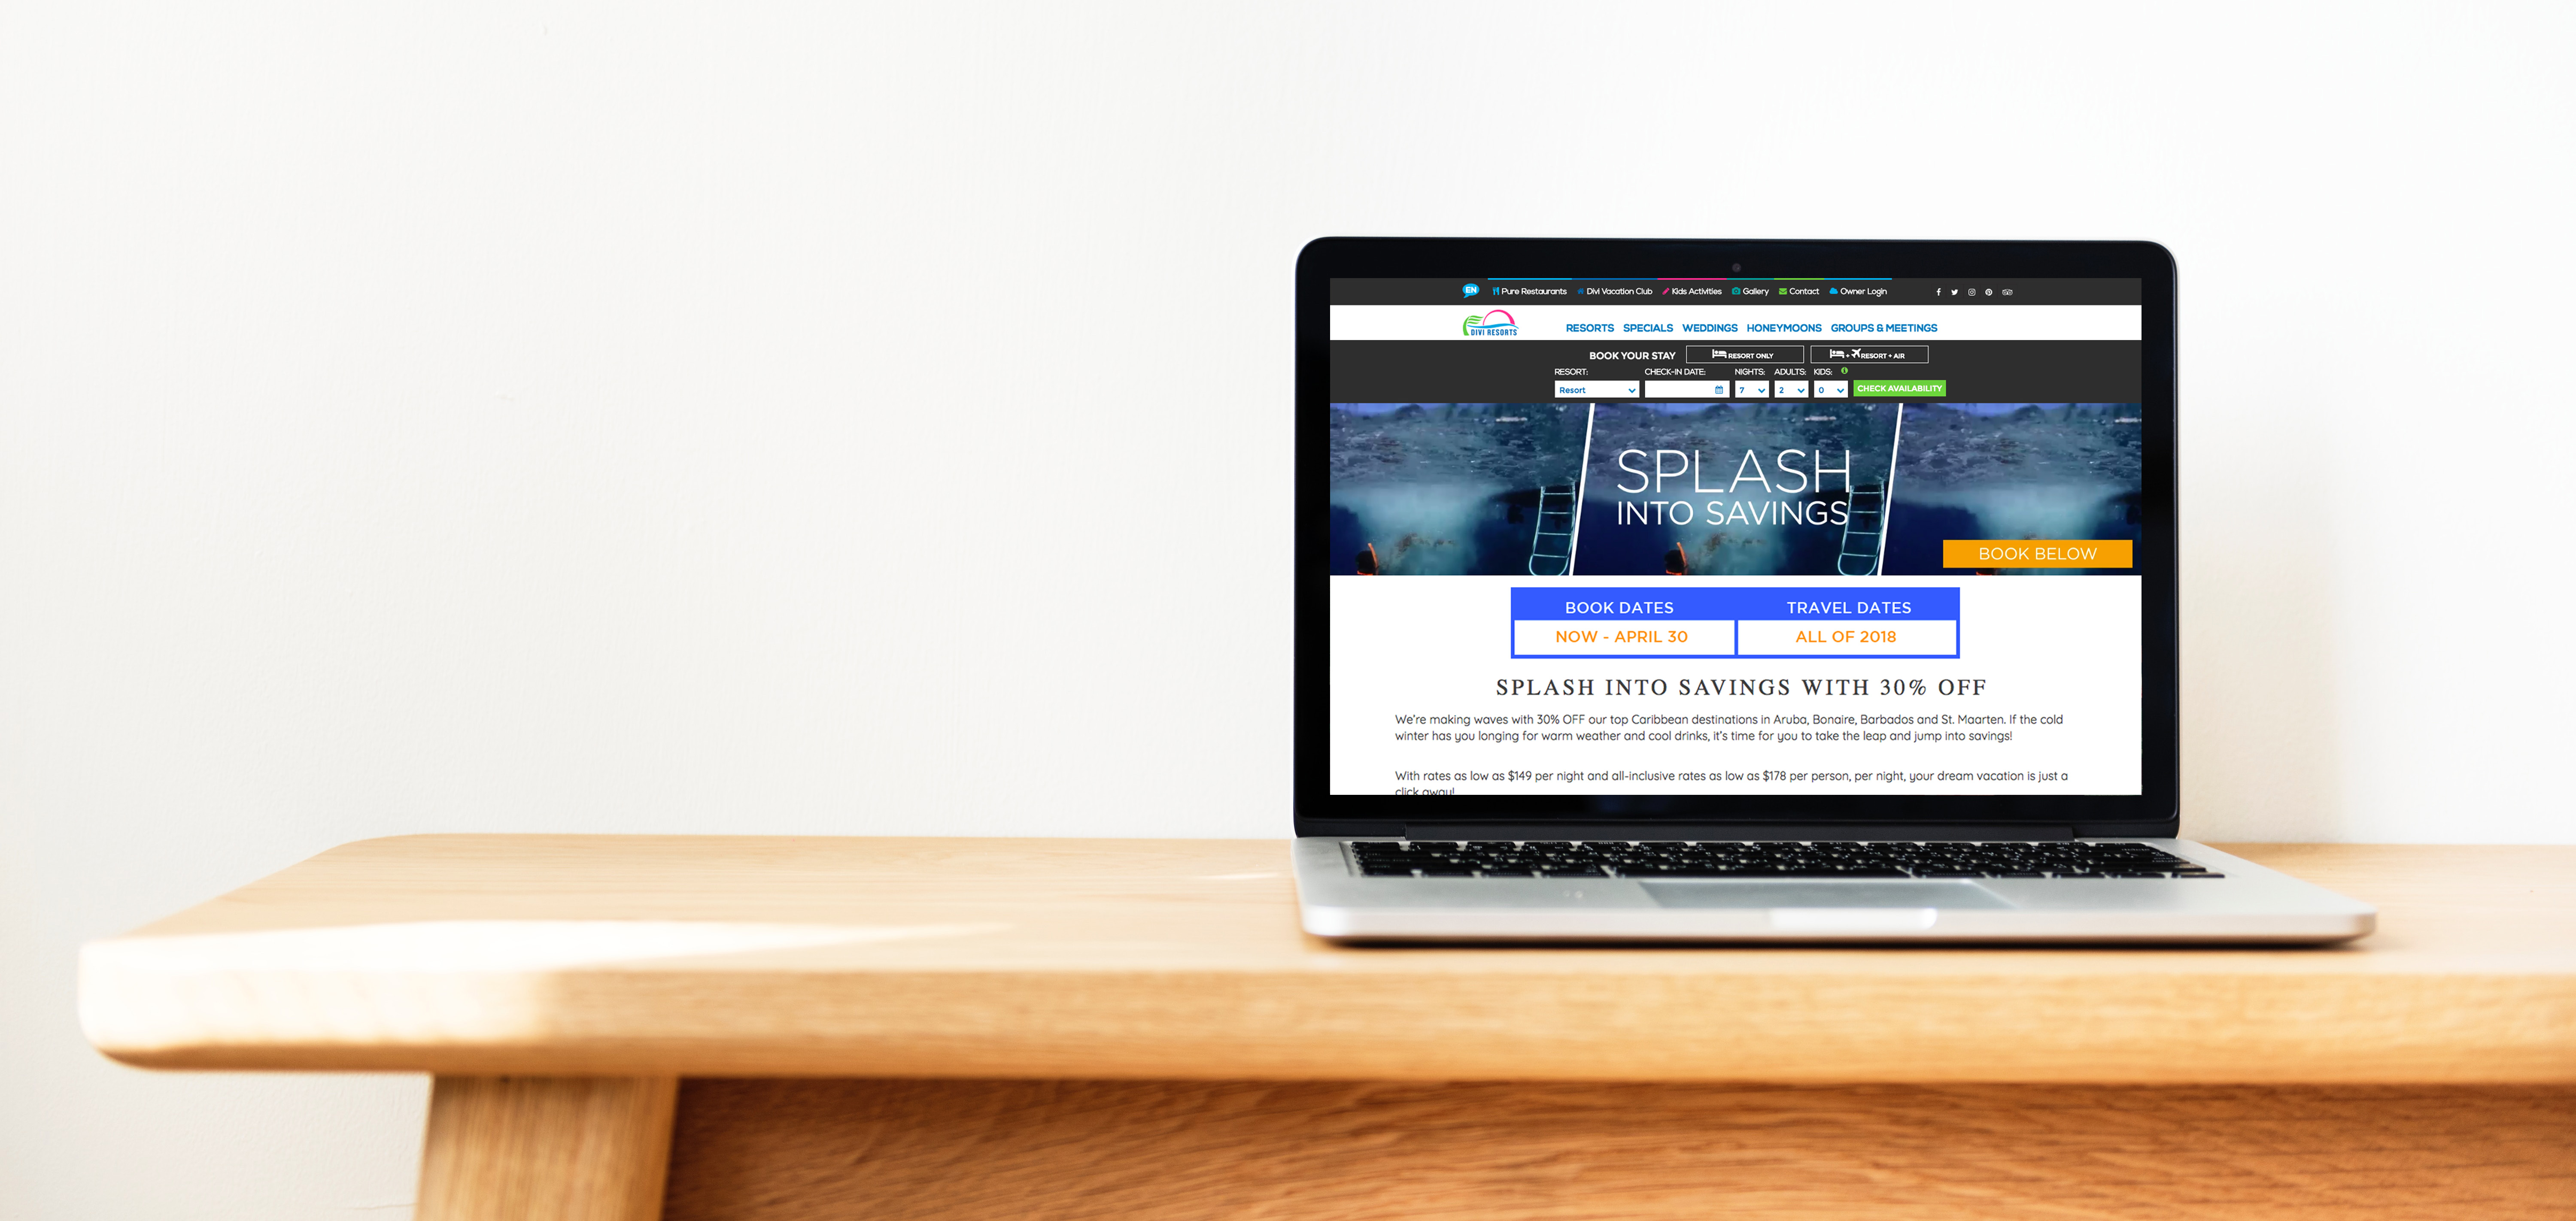 EN Pure Restaurants Divi Vacation Club Kids Activities Gallery Contact Owner Login
DIVI RESORTS
RESORTS SPECIALS WEDDINGS HONEYMOONS GROUPS & MEETINGS
BOOK YOUR STAY RESORT ONLY + RESORT + AIR
RESORT: CHECK-IN DATE: NIGHTS: ADULTS: KIDS:
Resort 7 2 0 CHECK AVAILABILITY
SPLASH
INTO SAVINGS
BOOK BELOW
BOOK DATES TRAVEL DATES
NOW - APRIL 30 ALL OF 2018
SPLASH INTO SAVINGS WITH 30% OFF
We're making waves with 30% OFF our top Caribbean destinations in Aruba, Bonaire, Barbados and St. Maarten. If the cold
winter has you longing for warm weather and cool drinks, it's time for you to take the leap and jump into savings!
With rates as low as $149 per night and all-inclusive rates as low as $178 per person, per night, your dream vacation is just a
click away!